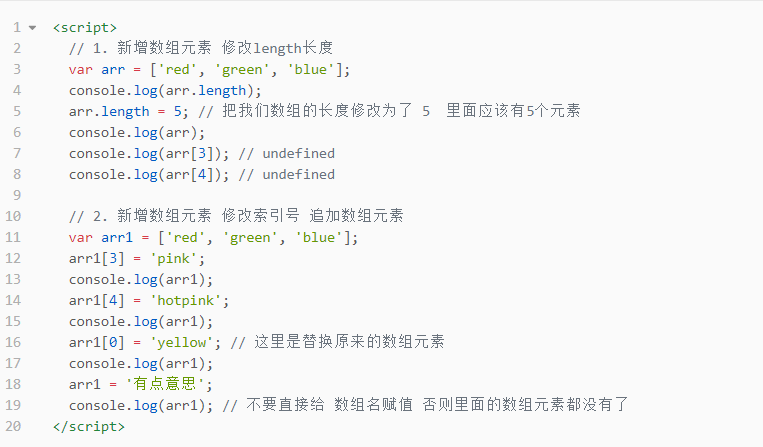 1 <script>
2 // 1. 新增数组元素 修改length长度
3 var arr = ['red', 'green', 'blue'];
4 console.log(arr.length);
5 arr.length = 5; // 把我们数组的长度修改为了 5  里面应该有5个元素
6 console.log(arr);
7 console.log(arr[3]); // undefined
8 console.log(arr[4]); // undefined
9
10 // 2. 新增数组元素 修改索引号 追加数组元素
11 var arr1 = ['red', 'green', 'blue'];
12 arr1[3] = 'pink';
13 console.log(arr1);
14 arr1[4] = 'hotpink';
15 console.log(arr1);
16 arr1[0] = 'yellow'; // 这里是替换原来的数组元素
17 console.log(arr1);
18 arr1 = '有点意思';
19 console.log(arr1); // 不要直接给 数组名赋值 否则里面的数组元素都没有了
20 </script>